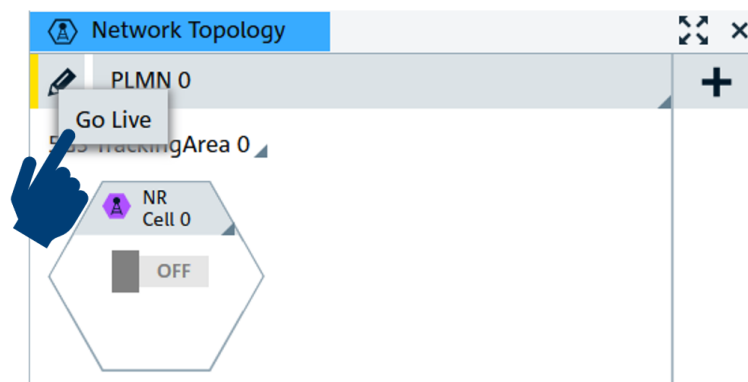 Network Topology
PLMN 0
Go Live
TrackingArea 0
NR
Cell 0
OFF